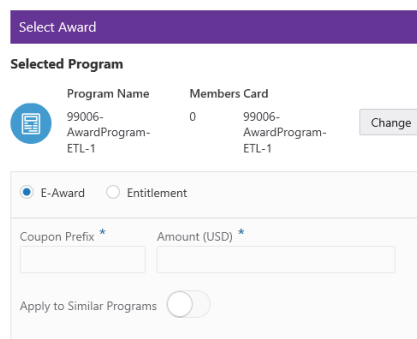 Select Award
Selected Program
Program Name Members Card
99006- 0 99006- Change
AwardProgram- AwardProgram-
ETL-1 ETL-1
E-Award Entitlement
Coupon Prefix * Amount (USD) *
Apply to Similar Programs